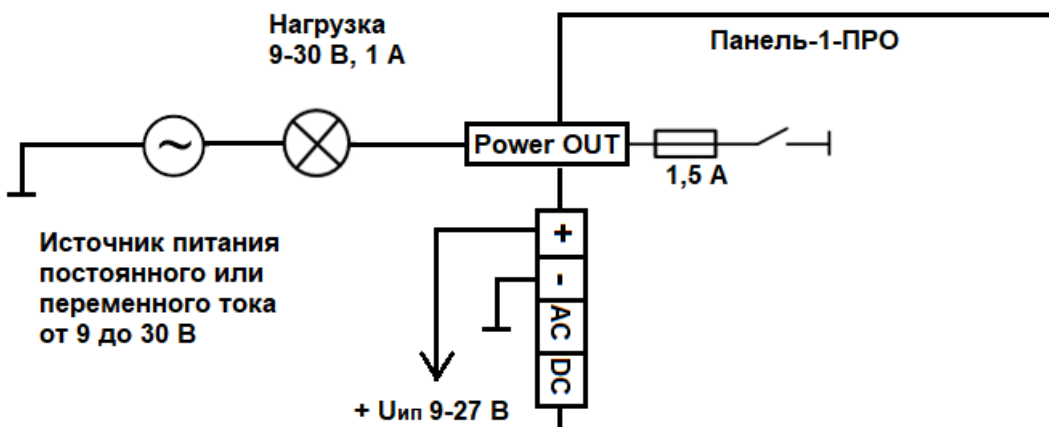 Нагрузка
9-30 В, 1 А
Панель-1-ПРО
~
Power OUT
1,5 А
Источник питания
постоянного или
переменного тока
от 9 до 30 В
+
-
AC
DC
+ Uип 9-27 В